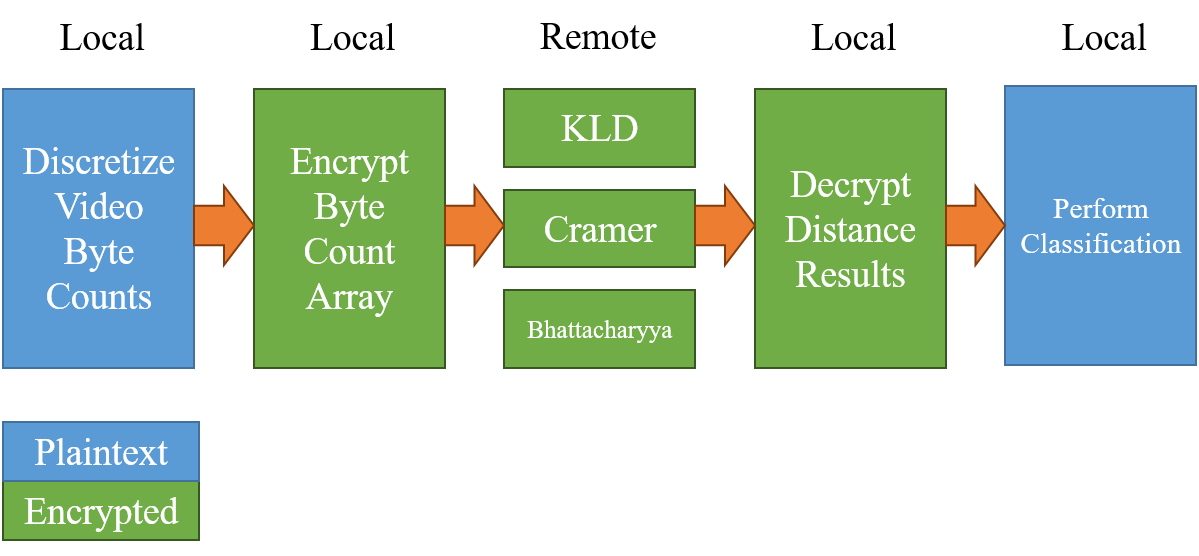 Local
Local
Remote
Local
Local
Discretize
Video
Byte
Counts
Encrypt
Byte
Count
Array
KLD
Cramer
Bhattacharyya
Decrypt
Distance
Results
Perform
Classification
Plaintext
Encrypted